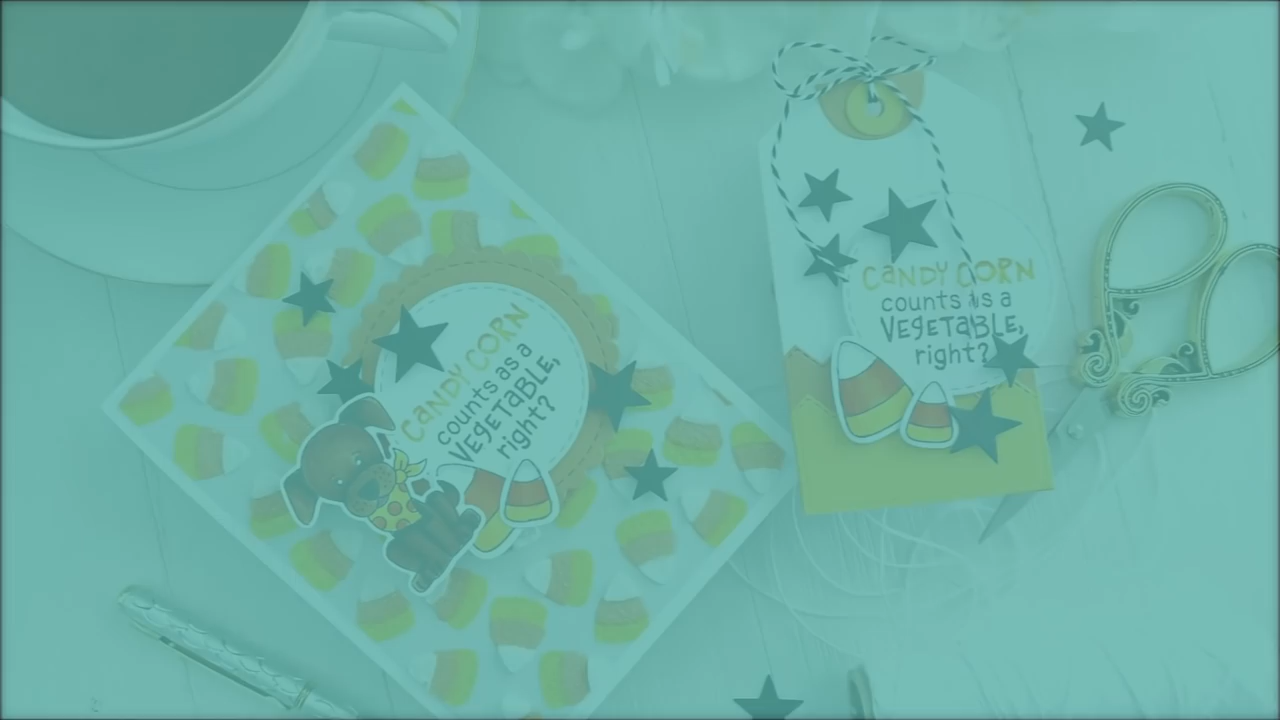 CANDY CORN
counts as a
VEGETABLE,
right?
CANDY CORN
counts as a
VEGETABLE,
right?